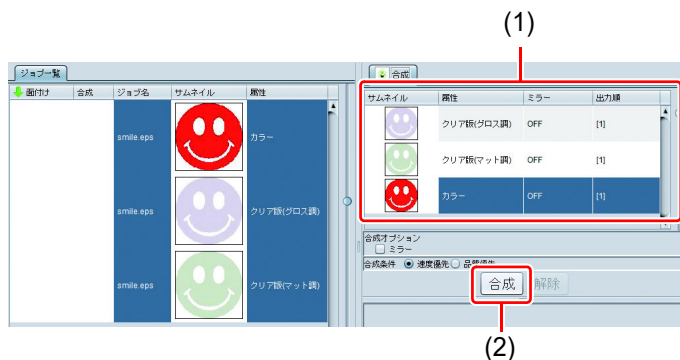 (1)
ジョブ一覧
面付け 合成 ジョブ名 サムネイル 属性
smile.eps カラー
smile.eps クリア版(グロス調)
smile.eps クリア版(マット調)
合成
サムネイル 属性 ミラー 出力順
クリア版(グロス調) OFF [1]
クリア版(マット調) OFF [1]
カラー OFF [1]
合成オプション
ミラー
合成条件 速度優先 品質優先
合成 解除
(2)